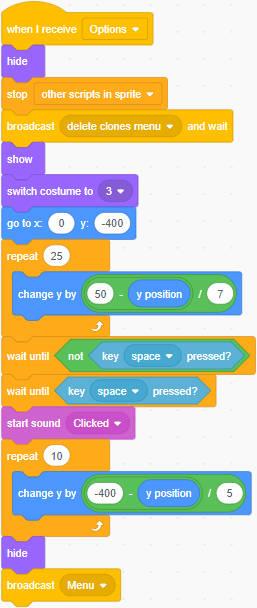 when I receive Options
hide
stop other scripts in sprite
broadcast delete clones menu and wait
show
switch costume to 3
go to x: 0 y: -400
repeat 25
change y by 50 - y position / 7
wait until not key space pressed?
wait until key space pressed?
start sound Clicked
repeat 10
change y by -400 - y position / 5
hide
broadcast Menu